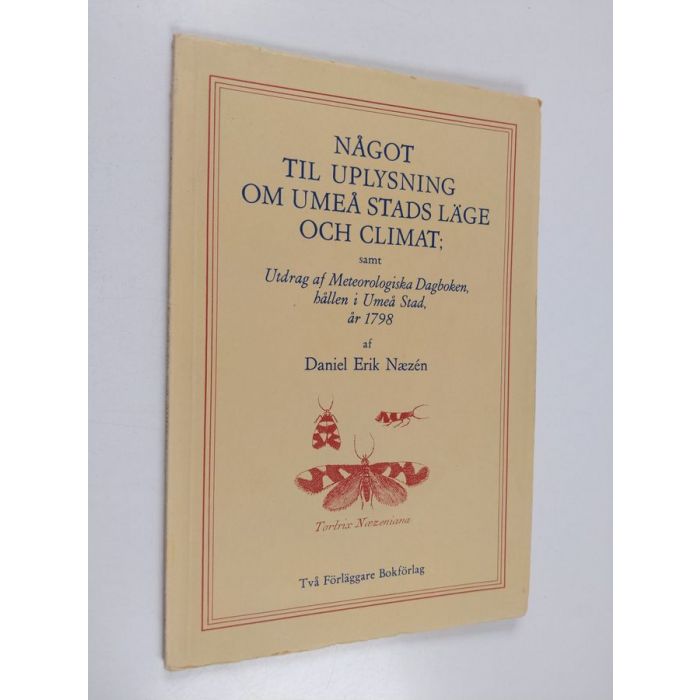 NÅGOT
TIL UPLYSNING
OM UMEÅ STADS LÄGE
OCH CLIMAT;
samt
Utdrag af Meteorologiska Dagboken,
hållen i Umeå Stad,
år 1798
af
Daniel Erik Næzén
Tortrix Næzeniana
Två Förläggare Bokförlag